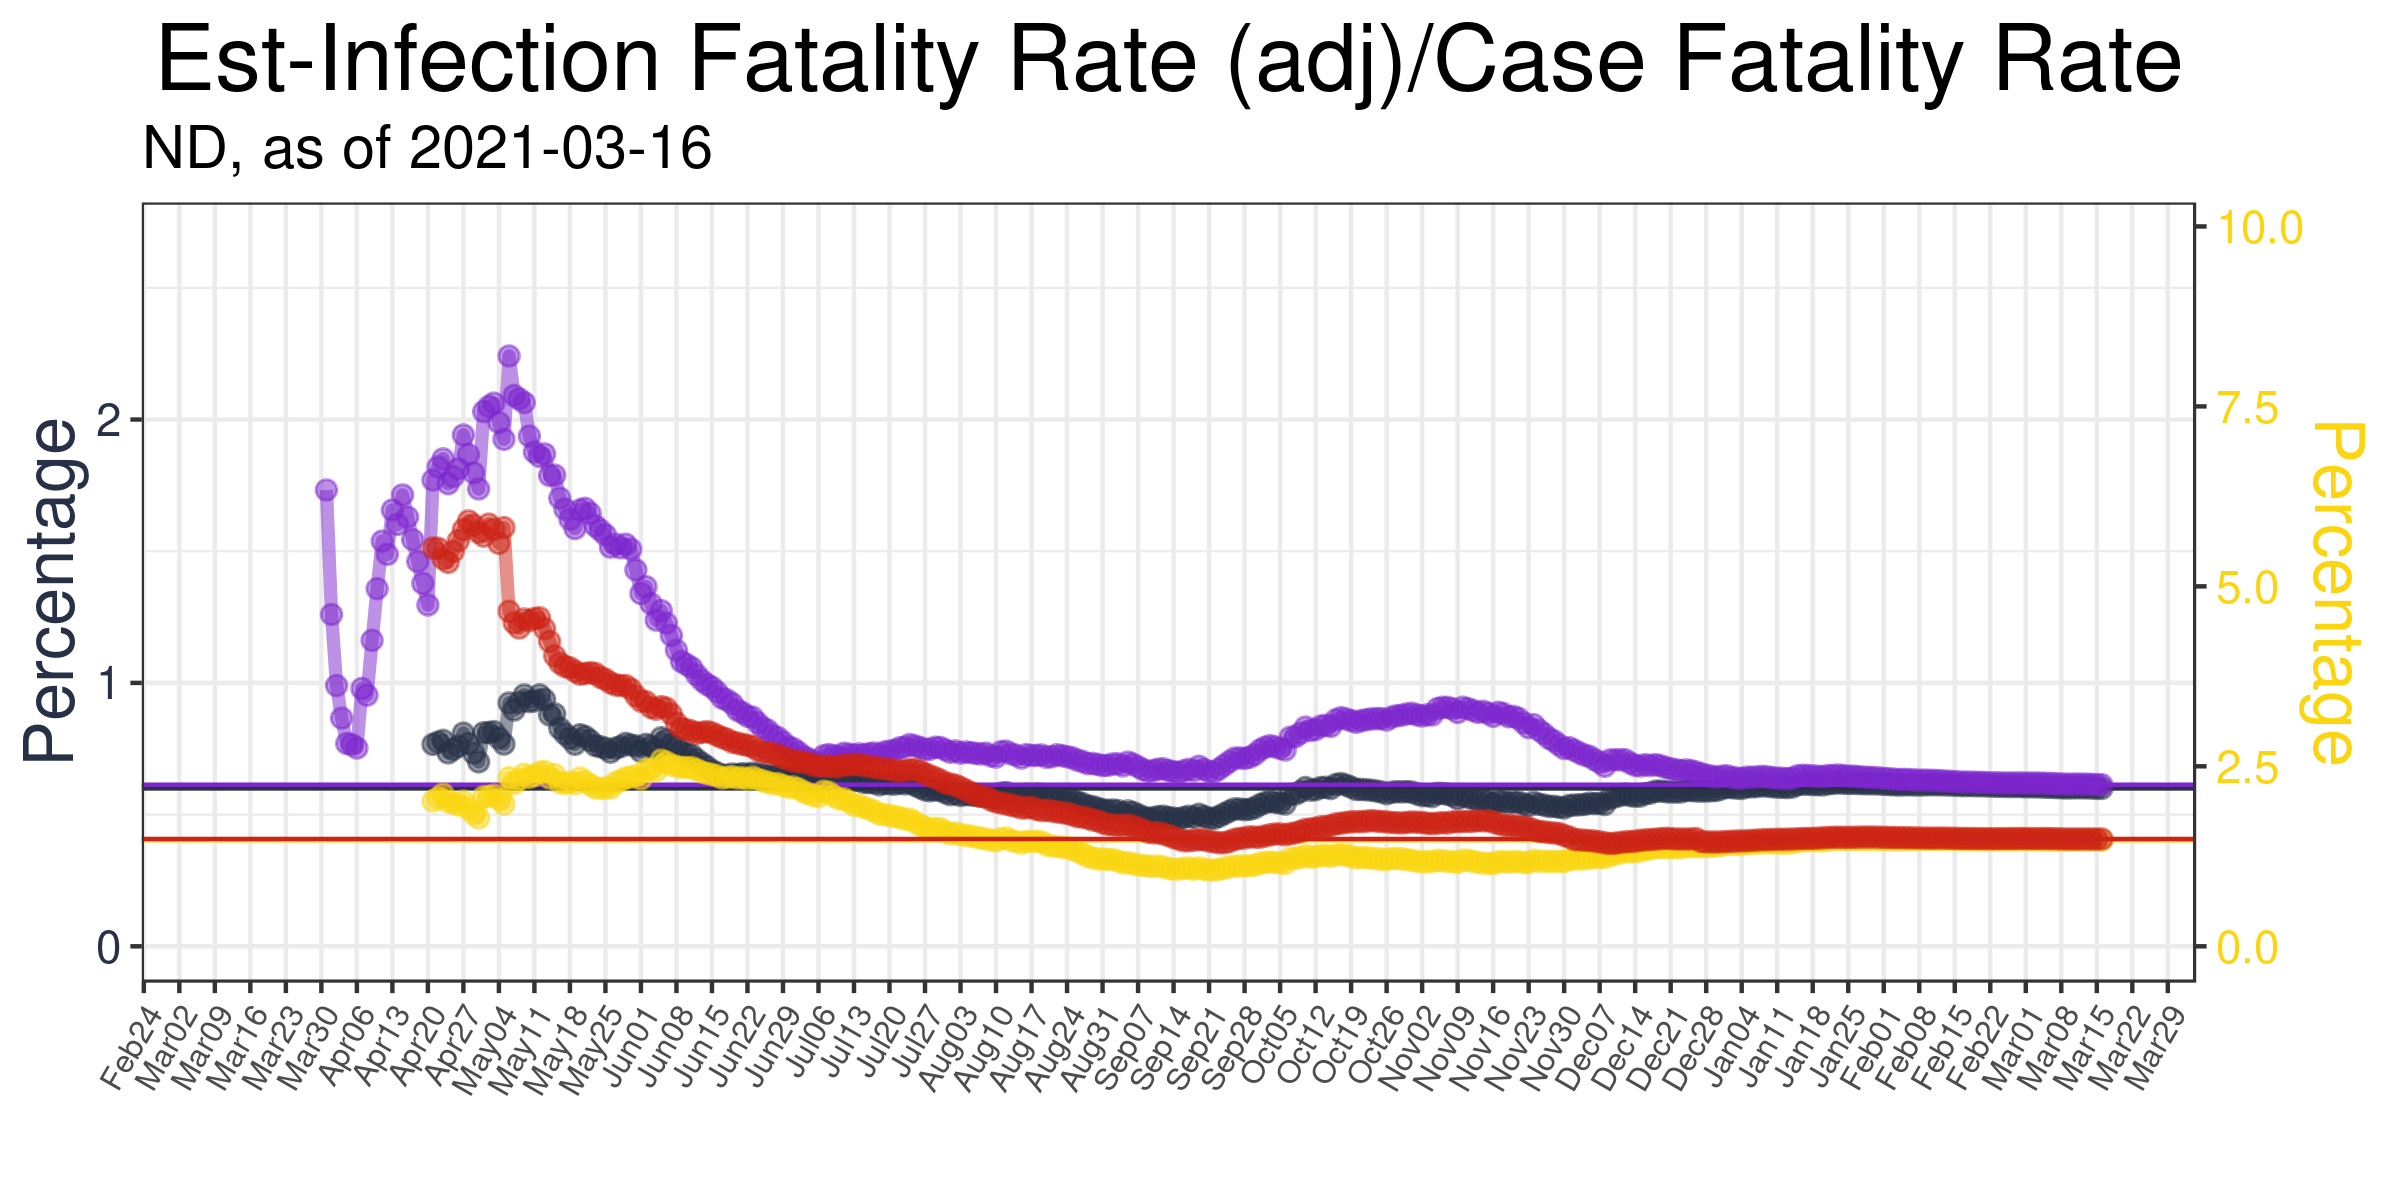 Est-Infection Fatality Rate (adj)/Case Fatality Rate
ND, as of 2021-03-16
Percentage
2
1
0
10.0
7.5
5.0
2.5
0.0
Percentage
Feb24
Mar02
Mar09
Mar16
Mar23
Mar30
Apr06
Apr13
Apr20
Apr27
May04
May11
May18
May25
Jun01
Jun08
Jun15
Jun22
Jun29
Jul06
Jul13
Jul20
Jul27
Aug03
Aug10
Aug17
Aug24
Aug31
Sep07
Sep14
Sep21
Sep28
Oct05
Oct12
Oct19
Oct26
Nov02
Nov09
Nov16
Nov23
Nov30
Dec07
Dec14
Dec21
Dec28
Jan04
Jan11
Jan18
Jan25
Feb01
Feb08
Feb15
Feb22
Mar01
Mar08
Mar15
Mar22
Mar29